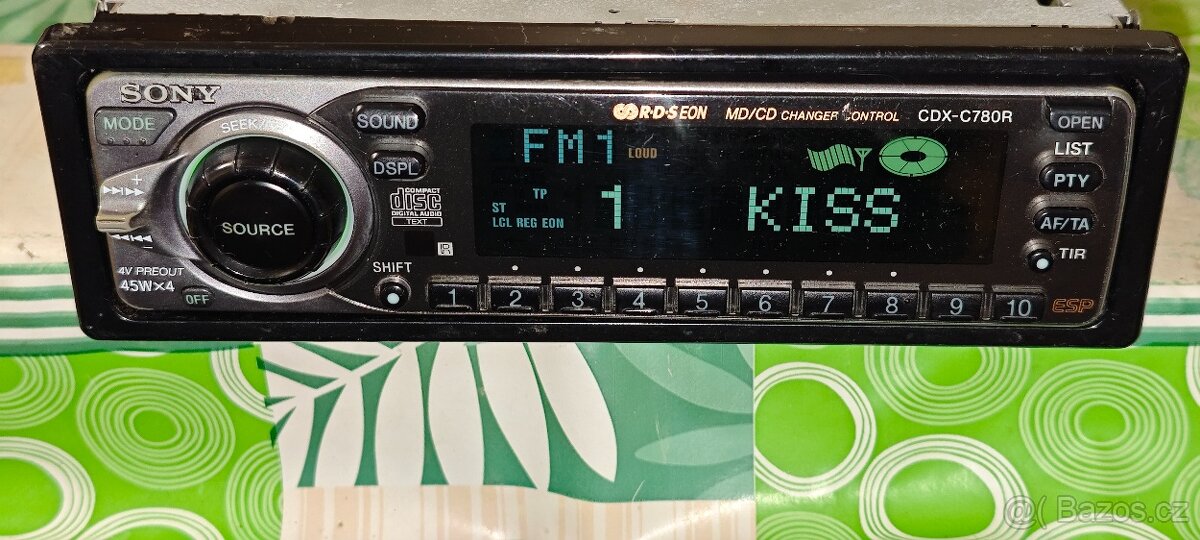 SONY
MODE
SEEK/
SOUND
DSPL
COMPACT
disc
DIGITAL AUDIO
TEXT
SOURCE
+
−
4V PREOUT
45W×4
OFF
SHIFT
R·D·S EON MD/CD CHANGER CONTROL CDX-C780R
FM1 LOUD
TP
ST
LCL REG EON
1 KISS
OPEN
LIST
PTY
AF/TA
TIR
1 2 3 4 5 6 7 8 9 10
ESP
@( Bazos.cz